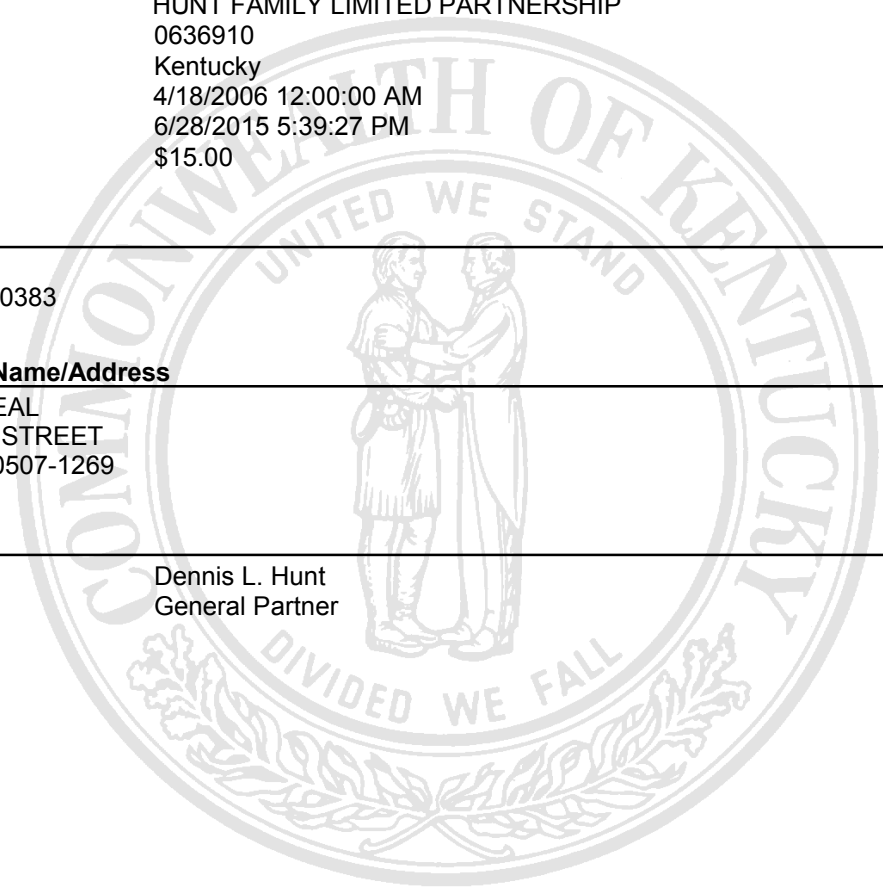 HUNT FAMILY LIMITED PARTNERSHIP
0636910
Kentucky
4/18/2006 12:00:00 AM
6/28/2015 5:39:27 PM
$15.00
0383
Name/Address
EAL
STREET
0507-1269
Dennis L. Hunt
General Partner
COMMONWEALTH OF KENTUCKY
UNITED WE STAND
DIVIDED WE FALL